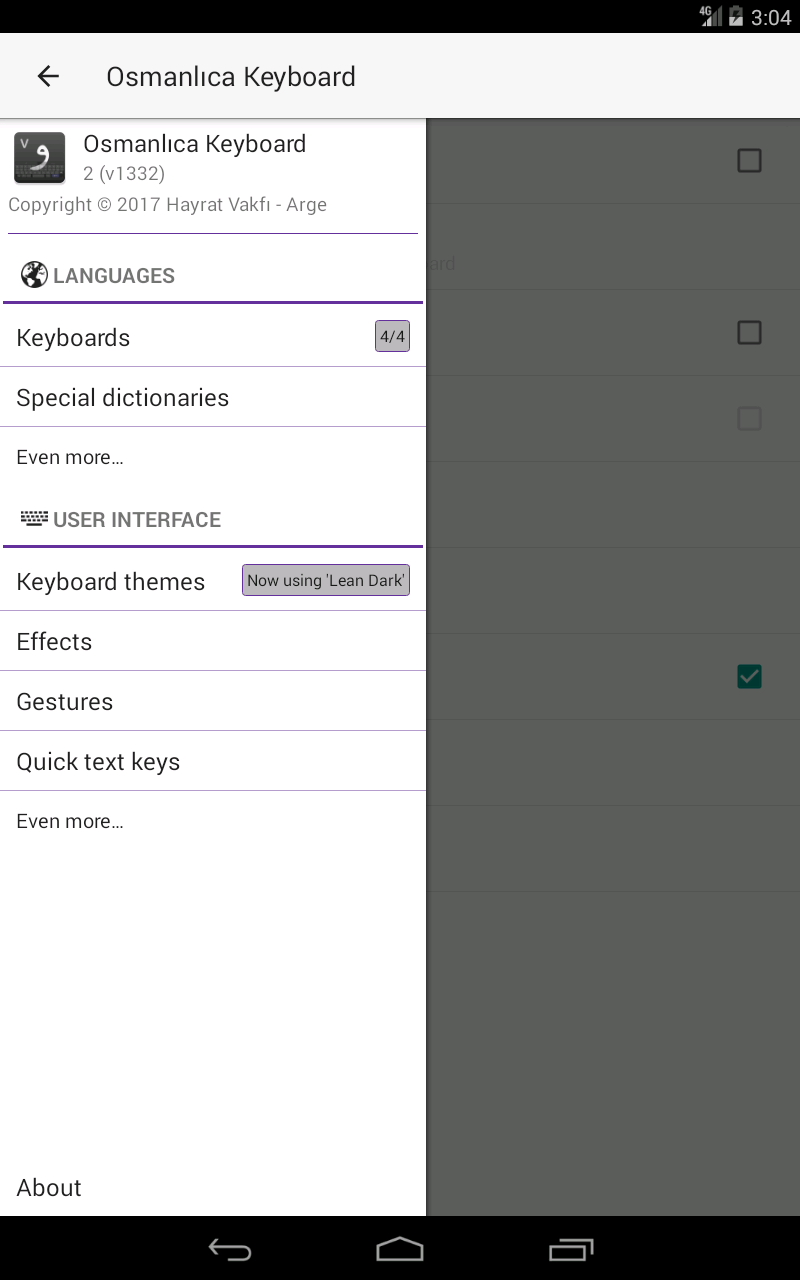 4G 3:04
Osmanlıca Keyboard
V و
Osmanlıca Keyboard
2 (v1332)
Copyright © 2017 Hayrat Vakfı - Arge
LANGUAGES
Keyboards 4/4
Special dictionaries
Even more…
USER INTERFACE
Keyboard themes Now using 'Lean Dark'
Effects
Gestures
Quick text keys
Even more…
About